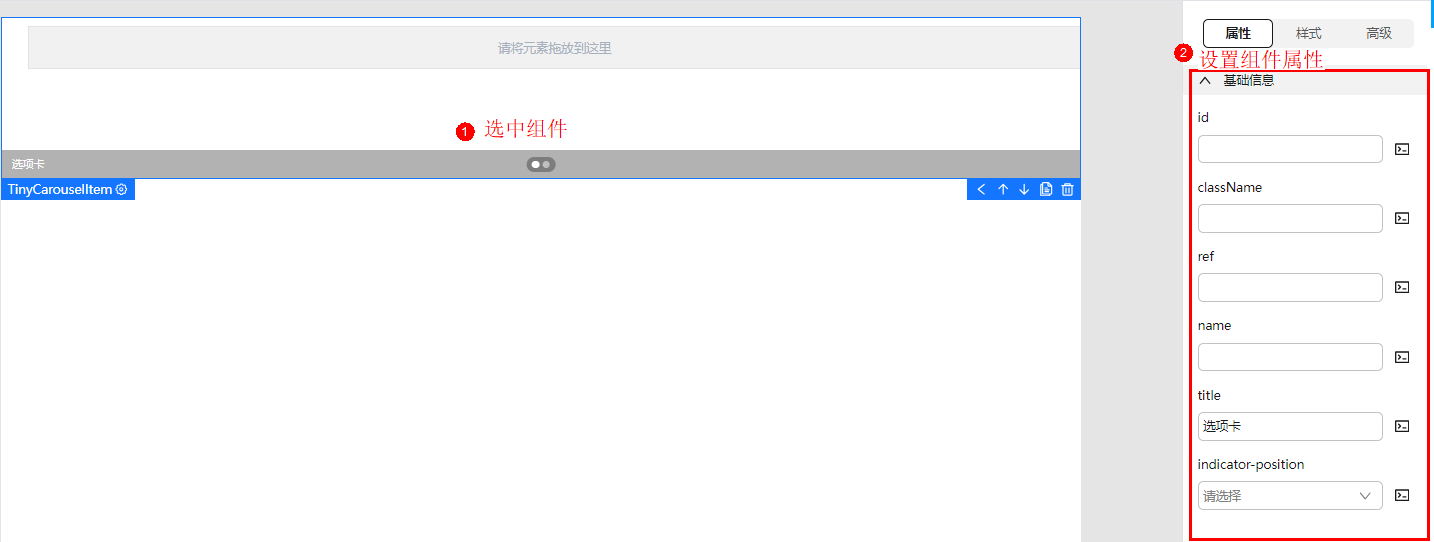 请将元素拖放到这里
1 选中组件
选项卡
TinyCarouselItem
属性 样式 高级
2 设置组件属性
基础信息
id
className
ref
name
title
选项卡
indicator-position
请选择